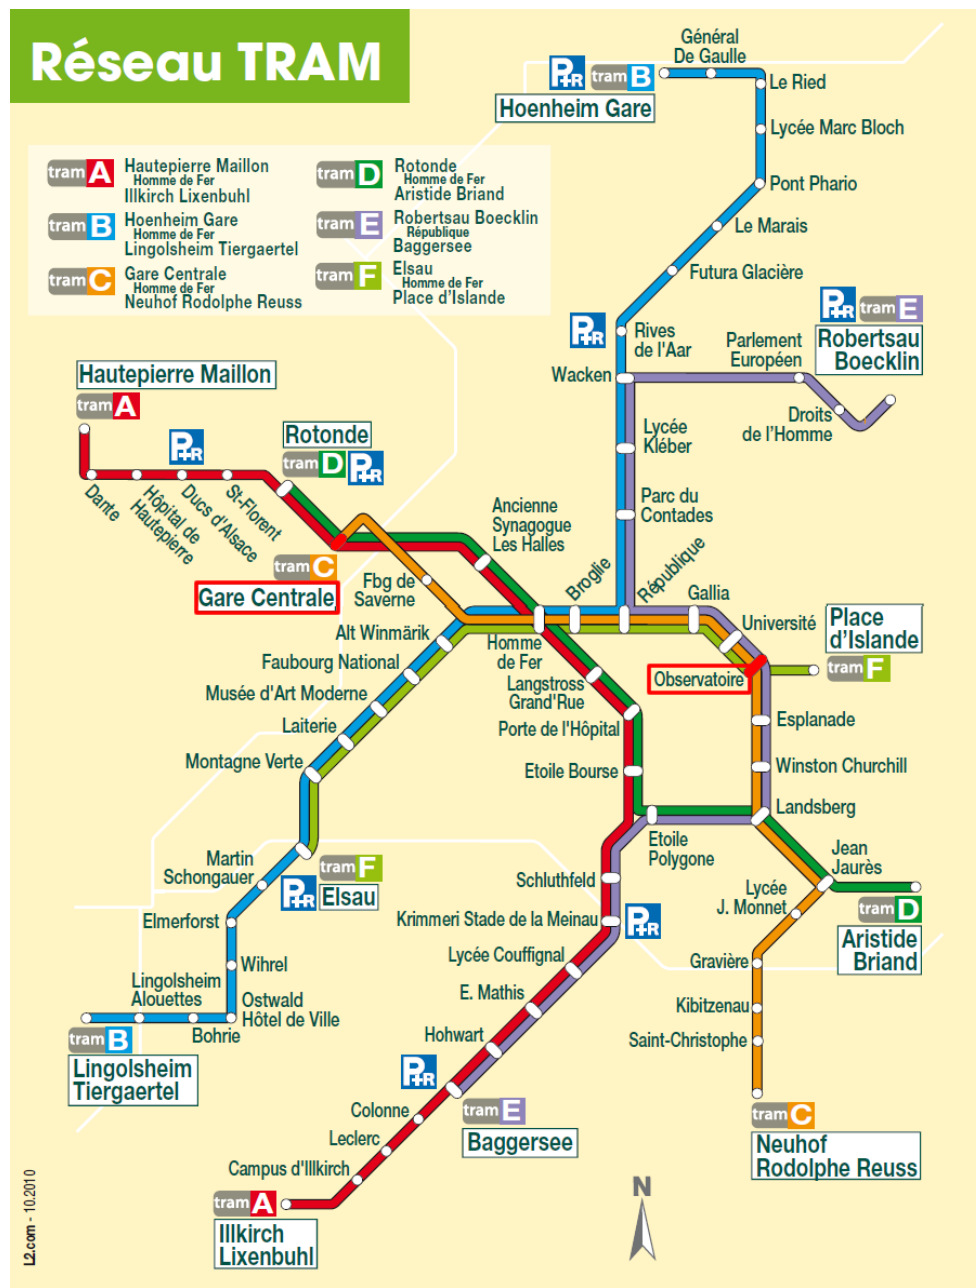 Réseau TRAM
tram A
Hautepierre Maillon
Homme de Fer
Illkirch Lixenbuhl
tram B
Hoenheim Gare
Homme de Fer
Lingolsheim Tiergaertel
tram C
Gare Centrale
Homme de Fer
Neuhof Rodolphe Reuss
tram D
Rotonde
Homme de Fer
Aristide Briand
tram E
Robertsau Boecklin
République
Baggersee
tram F
Elsau
Homme de Fer
Place d'Islande
P+R
tram B
Hoenheim Gare
Général
De Gaulle
Le Ried
Lycée Marc Bloch
Pont Phario
Le Marais
Futura Glacière
P+R
Rives
de l'Aar
Wacken
P+R
tram E
Robertsau
Boecklin
Parlement
Européen
Droits
de l'Homme
Lycée
Kléber
Parc du
Contades
Hautepierre Maillon
tram A
Dante
Hôpital de
Hautepierre
P+R
Ducs d'Alsace
St-Florent
Rotonde
tram D
P+R
tram C
Gare Centrale
Fbg de
Saverne
Ancienne
Synagogue
Les Halles
Broglie
République
Gallia
Université
Place
d'Islande
tram F
Observatoire
Alt Winmärik
Faubourg National
Musée d'Art Moderne
Laiterie
Montagne Verte
Homme
de Fer
Langstross
Grand'Rue
Porte de l'Hôpital
Etoile Bourse
Esplanade
Winston Churchill
Landsberg
Etoile
Polygone
Jean
Jaurès
tram D
Aristide
Briand
Lycée
J. Monnet
Gravière
Kibitzenau
Saint-Christophe
tram C
Neuhof
Rodolphe Reuss
Martin
Schongauer
P+R
tram F
Elsau
Elmerforst
Wihrel
Lingolsheim
Alouettes
Ostwald
Hôtel de Ville
Bohrie
tram B
Lingolsheim
Tiergaertel
Schluthfeld
Krimmeri Stade de la Meinau
P+R
Lycée Couffignal
E. Mathis
Hohwart
P+R
tram E
Baggersee
Colonne
Leclerc
Campus d'Illkirch
tram A
Illkirch
Lixenbuhl
N
L2.com - 10.2010